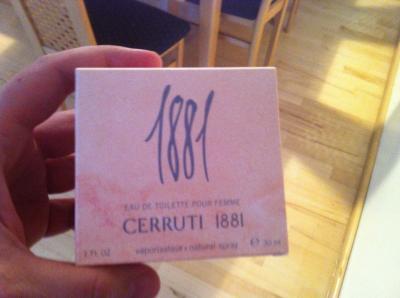 1881
EAU DE TOILETTE POUR FEMME
CERRUTI 1881
vaporisateur • natural spray
1 FL OZ ℮ 30 ml